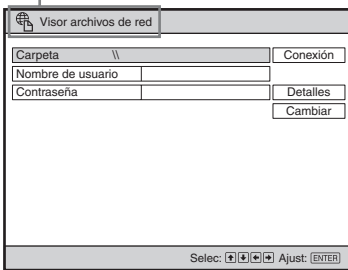 Visor archivos de red
Carpeta \\ Conexión
Nombre de usuario
Contraseña Detalles
Cambiar
Selec: Ajust: ENTER